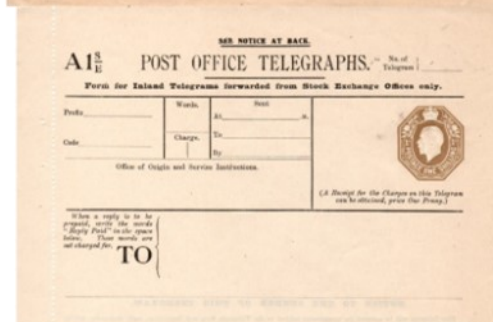 SEE NOTICE AT BACK.
A1 S/E POST OFFICE TELEGRAPHS. No. of Telegram
Form for Inland Telegrams forwarded from Stock Exchange Offices only.
Prefix
Code
Words.
Charge.
Sent
At m.
To
By
Office of Origin and Service Instructions.
(A Receipt for the Charges on this Telegram
can be obtained, price One Penny.)
When a reply is to be
prepaid, write the words
"Reply Paid" in the space
below. These words are
not charged for.
TO